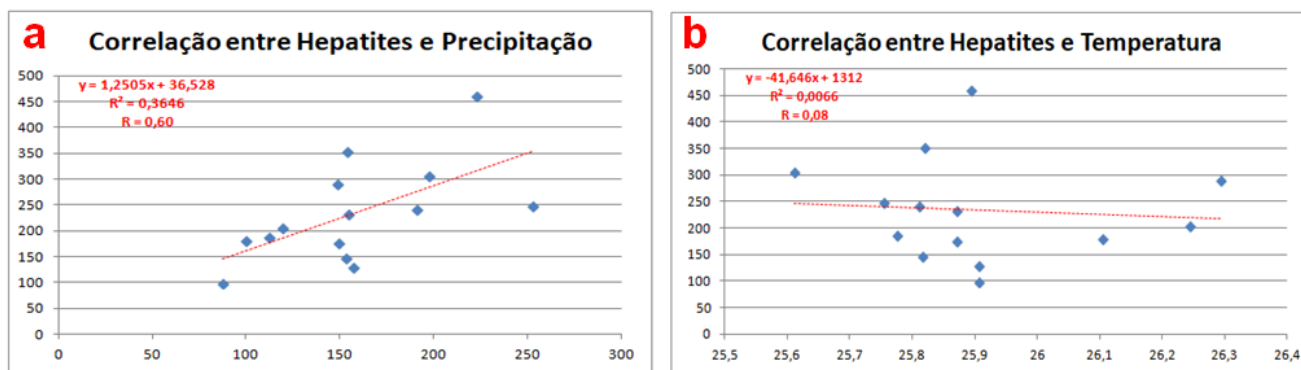 a
Correlação entre Hepatites e Precipitação
y = 1,2505x + 36,528
R² = 0,3646
R = 0,60
500
450
400
350
300
250
200
150
100
50
0
0 50 100 150 200 250 300
b
Correlação entre Hepatites e Temperatura
y = -41,646x + 1312
R² = 0,0066
R = 0,08
500
450
400
350
300
250
200
150
100
50
0
25,5 25,6 25,7 25,8 25,9 26 26,1 26,2 26,3 26,4